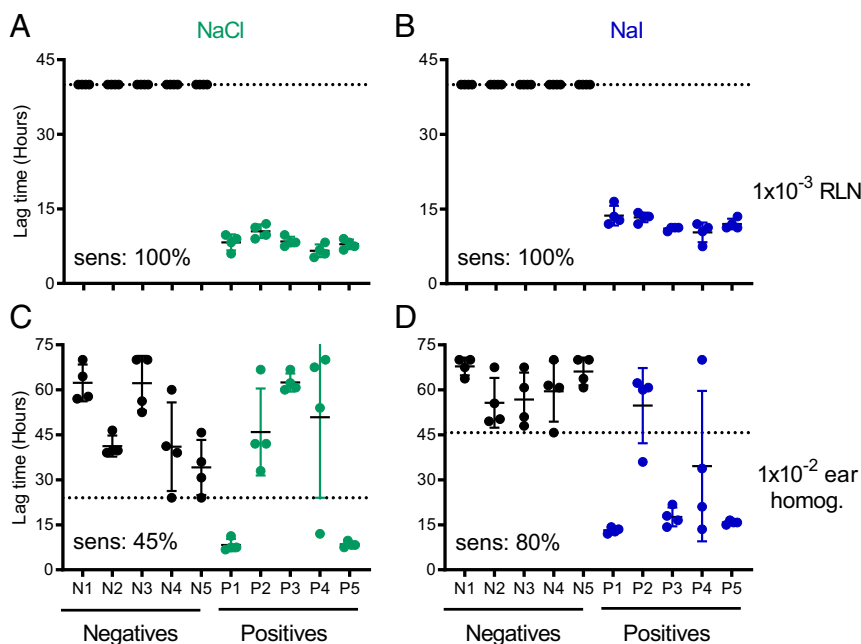 A
NaCl
B
NaI
Lag time (Hours)
45
30
15
0
sens: 100%
45
30
15
0
sens: 100%
1x10⁻³ RLN
C
D
Lag time (Hours)
75
60
45
30
15
0
sens: 45%
75
60
45
30
15
0
sens: 80%
1x10⁻² ear
homog.
N1 N2 N3 N4 N5 P1 P2 P3 P4 P5
N1 N2 N3 N4 N5 P1 P2 P3 P4 P5
Negatives Positives
Negatives Positives